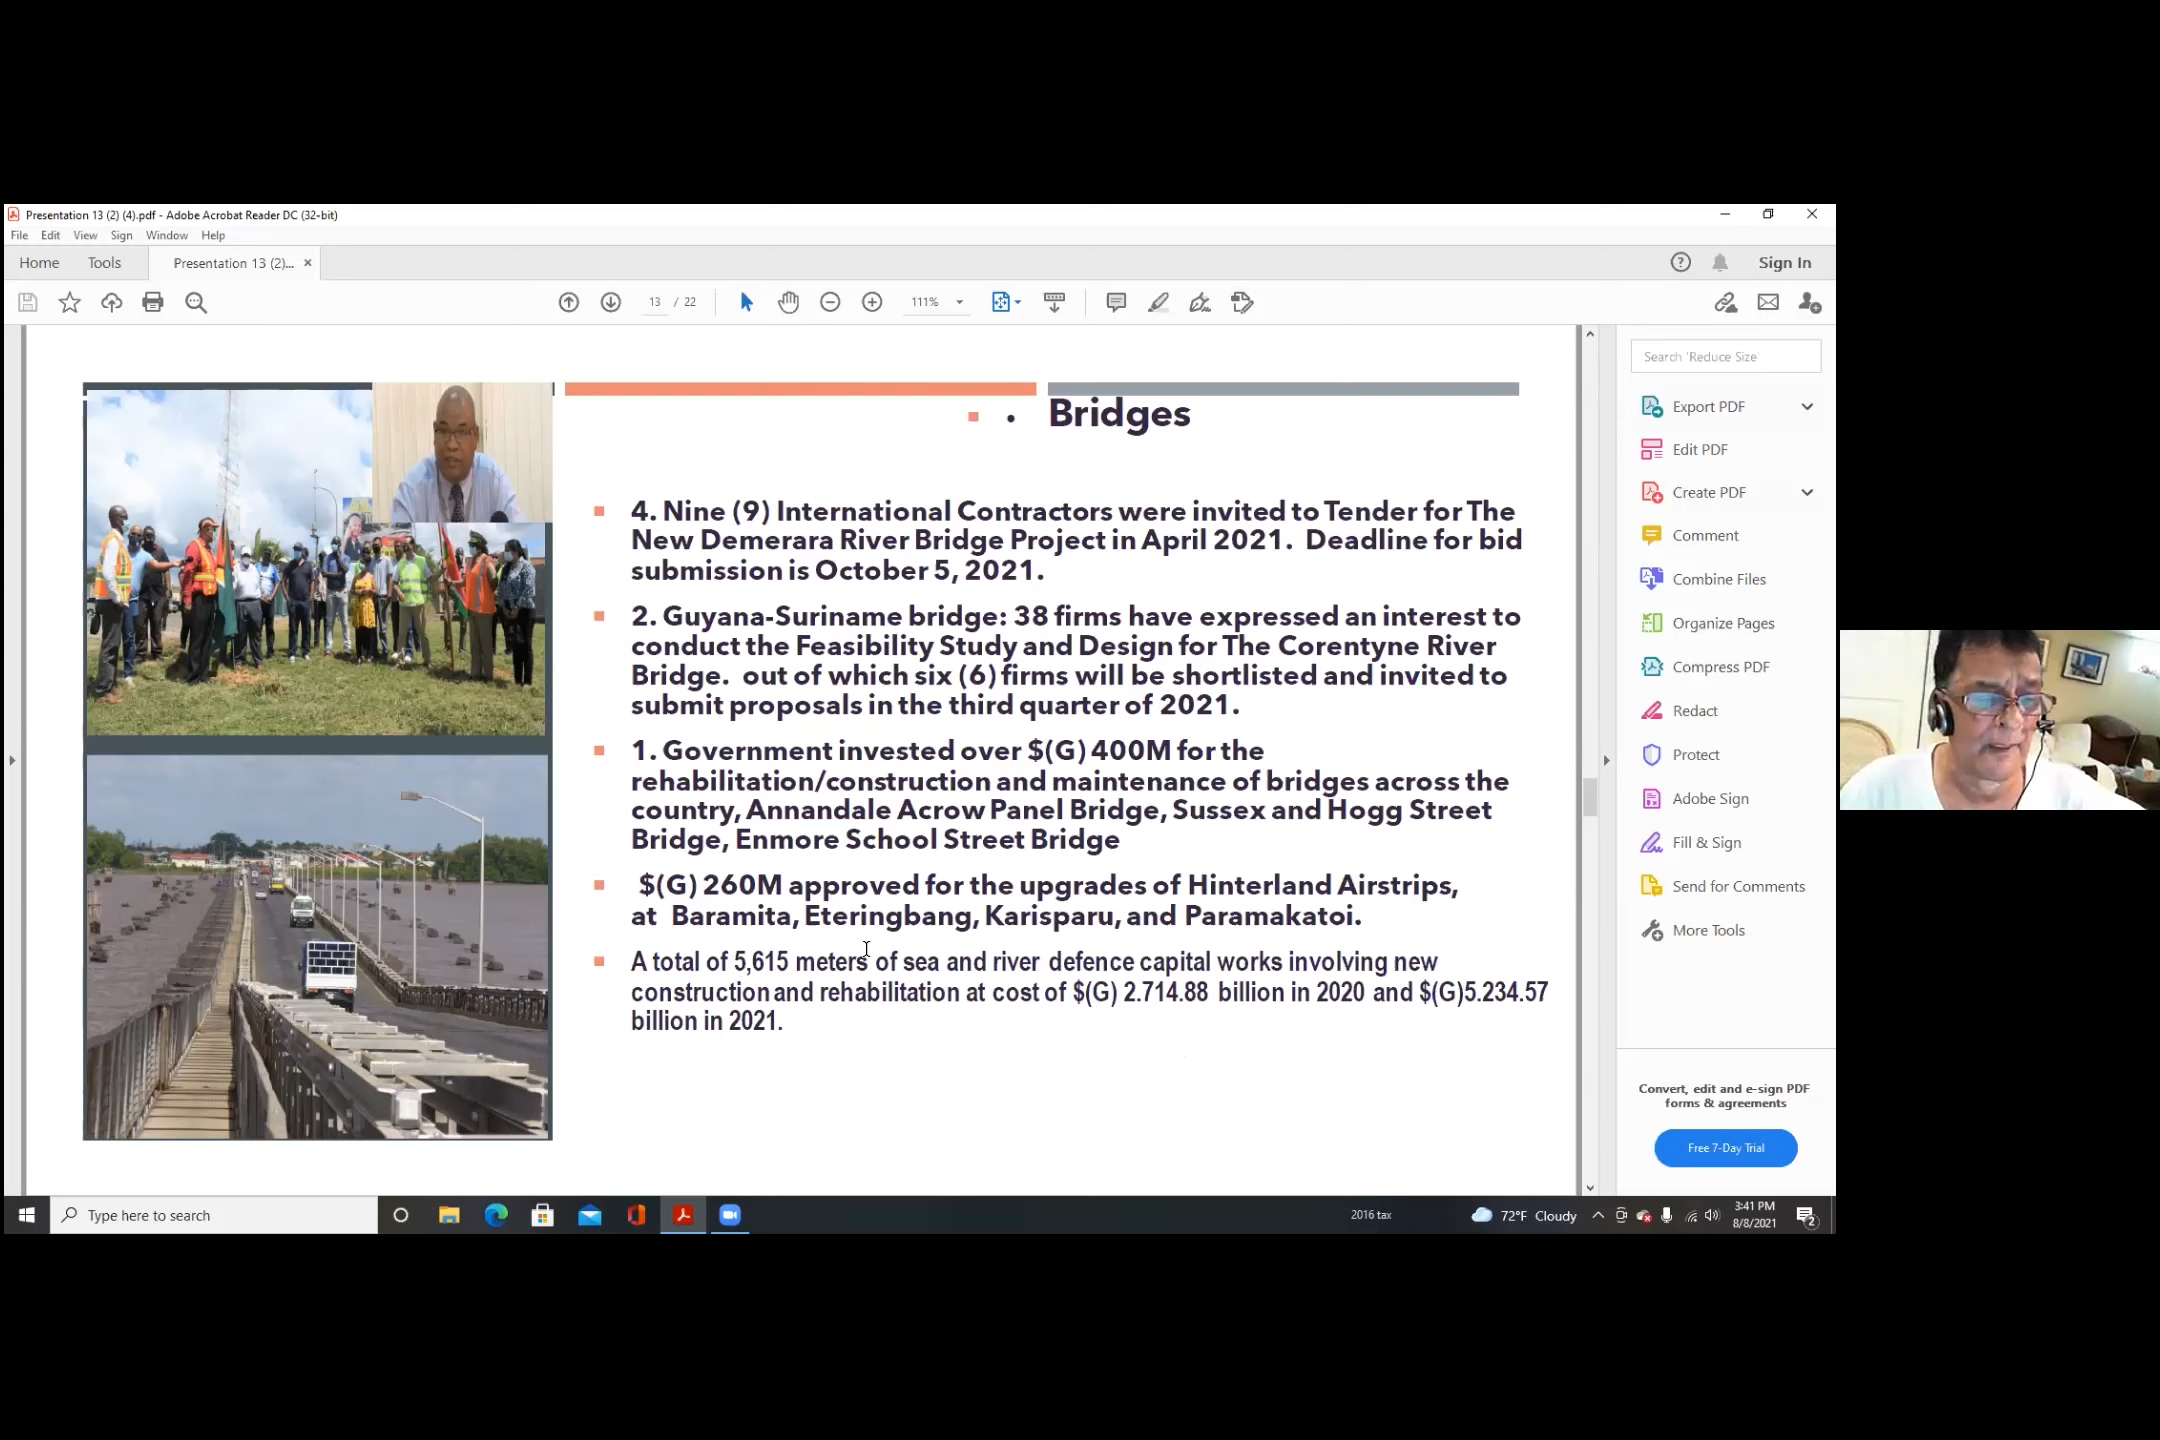 Presentation 13 (2) (4).pdf - Adobe Acrobat Reader DC (32-bit)
File Edit View Sign Window Help
Home Tools Presentation 13 (2)... × Sign In
13 / 22 111%
Bridges
4. Nine (9) International Contractors were invited to Tender for The
New Demerara River Bridge Project in April 2021. Deadline for bid
submission is October 5, 2021.
2. Guyana-Suriname bridge: 38 firms have expressed an interest to
conduct the Feasibility Study and Design for The Corentyne River
Bridge. out of which six (6) firms will be shortlisted and invited to
submit proposals in the third quarter of 2021.
1. Government invested over $(G) 400M for the
rehabilitation/construction and maintenance of bridges across the
country, Annandale Acrow Panel Bridge, Sussex and Hogg Street
Bridge, Enmore School Street Bridge
$(G) 260M approved for the upgrades of Hinterland Airstrips,
at Baramita, Eteringbang, Karisparu, and Paramakatoi.
A total of 5,615 meters of sea and river defence capital works involving new
construction and rehabilitation at cost of $(G) 2.714.88 billion in 2020 and $(G)5.234.57
billion in 2021.
Search 'Reduce Size'
Export PDF
Edit PDF
Create PDF
Comment
Combine Files
Organize Pages
Compress PDF
Redact
Protect
Adobe Sign
Fill & Sign
Send for Comments
More Tools
Convert, edit and e-sign PDF
forms & agreements
Free 7-Day Trial
Type here to search
2016 tax
72°F Cloudy
3:41 PM
8/8/2021
2